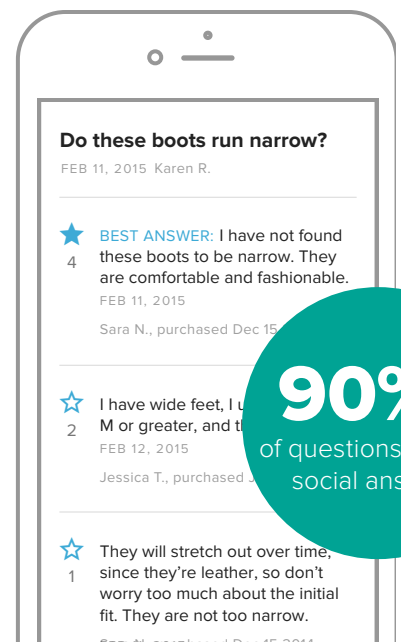 Do these boots run narrow?
FEB 11, 2015 Karen R.
BEST ANSWER: I have not found
4
these boots to be narrow. They
are comfortable and fashionable.
FEB 11, 2015
Sara N., purchased Dec 15
90%
of questions
social
I have wide feet, I
2
M or greater, and
FEB 12, 2015
Jessica T., purchased
They will stretch out over time,
1
since they're leather, so don't
worry too much about the initial
fit. They are not too narrow.